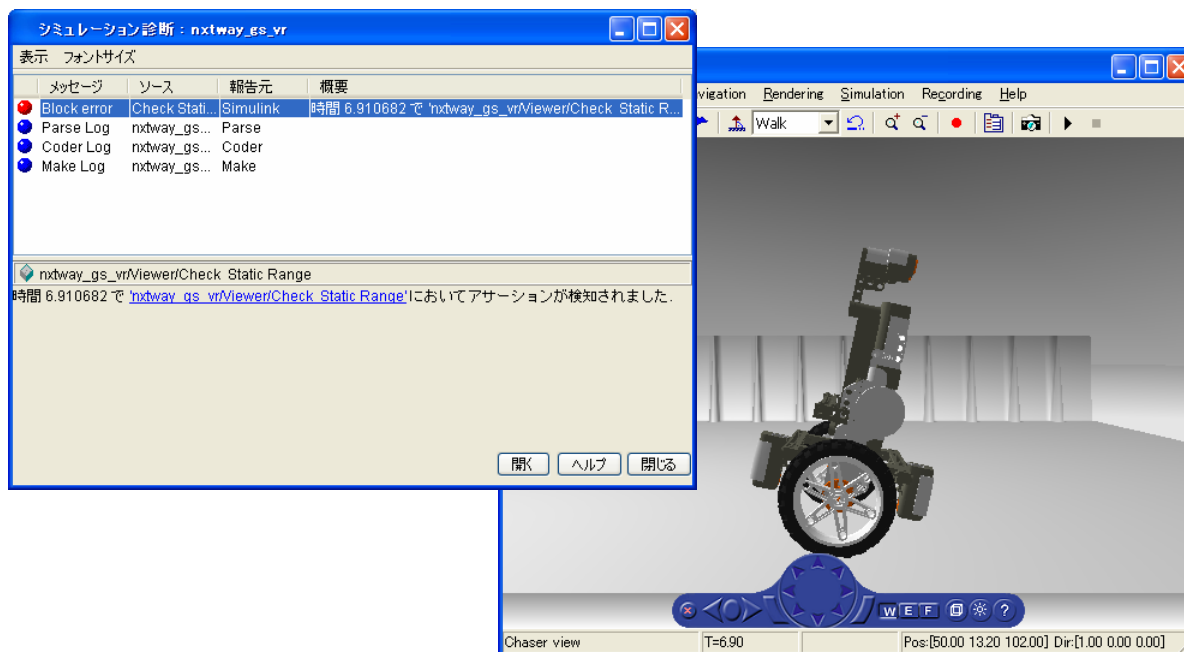 シミュレーション診断 : nxtway_gs_vr
表示 フォントサイズ
メッセージ ソース 報告元 概要
Block error Check Stati... Simulink 時間 6.910682 で 'nxtway_gs_vr/Viewer/Check Static R...
Parse Log nxtway_gs... Parse
Coder Log nxtway_gs... Coder
Make Log nxtway_gs... Make
nxtway_gs_vr/Viewer/Check Static Range
時間 6.910682 で 'nxtway_gs_vr/Viewer/Check Static Range'においてアサーションが検知されました.
開く ヘルプ 閉じる
vigation Rendering Simulation Recording Help
Walk
W E F ?
Chaser view T=6.90 Pos:[50.00 13.20 102.00] Dir:[1.00 0.00 0.00]